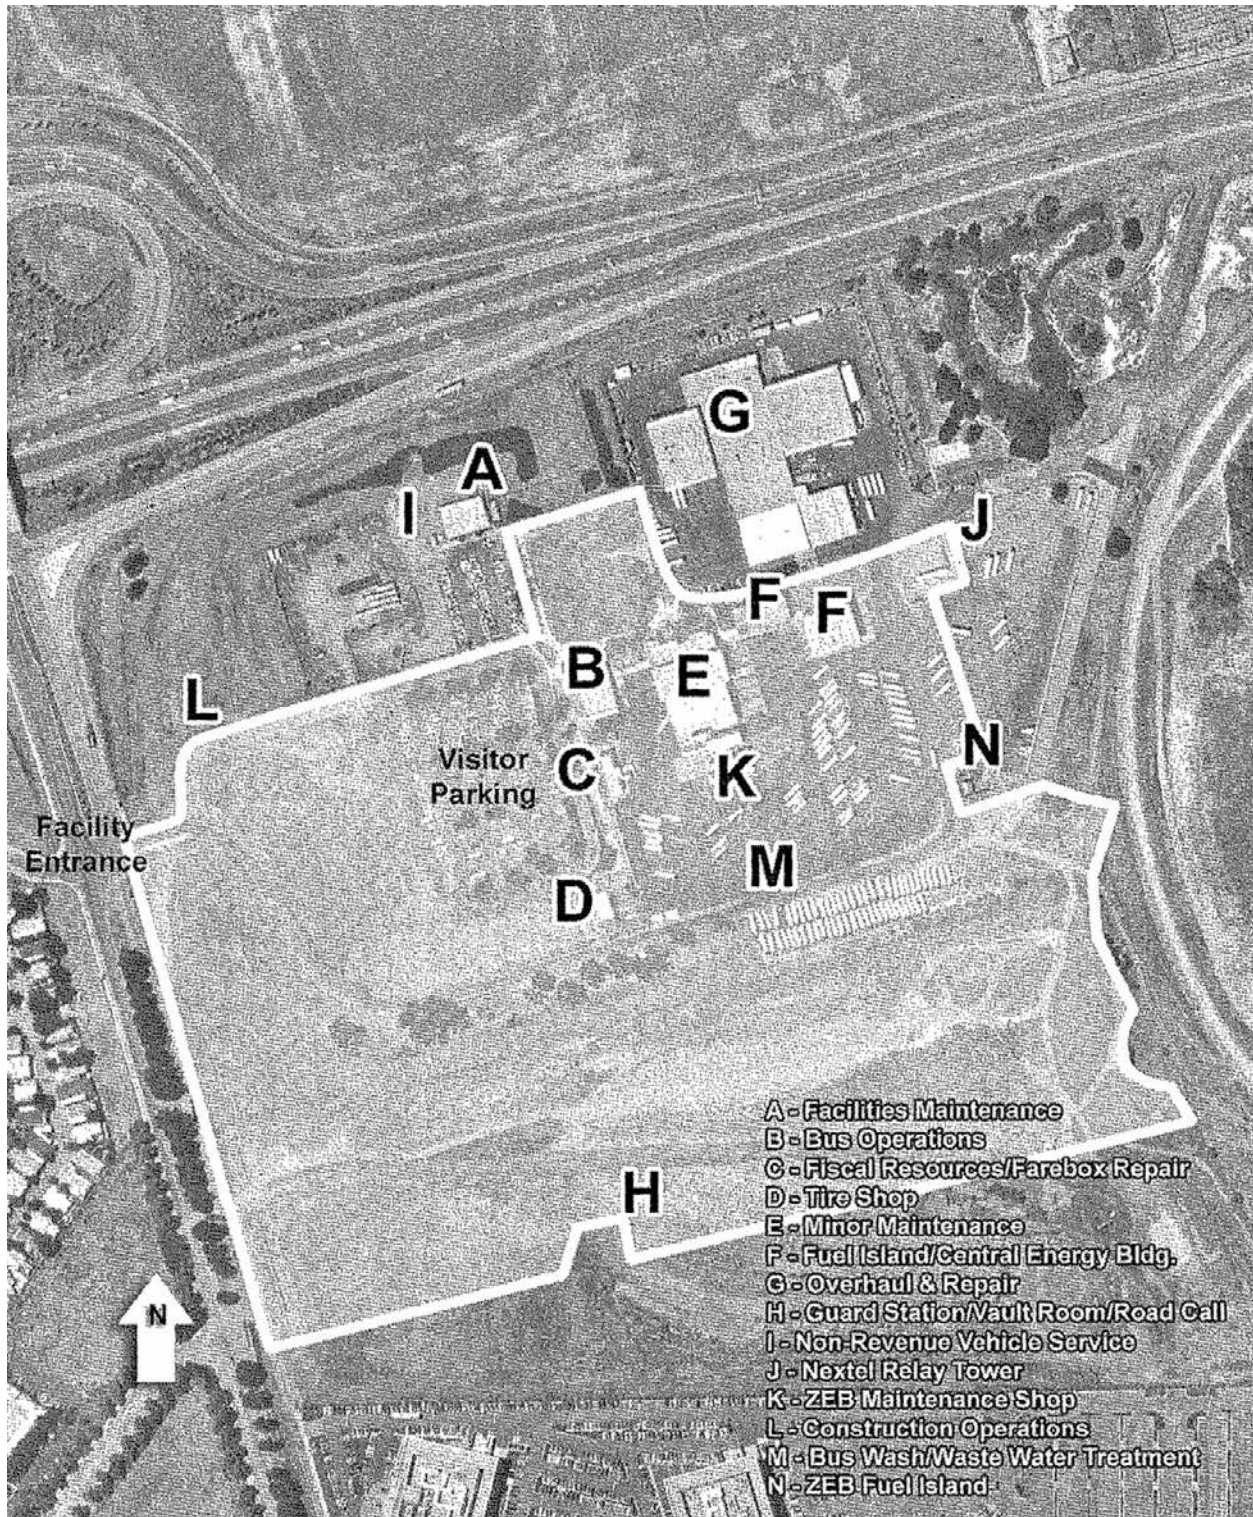 G
A
I
J
F
F
B
E
L
N
Visitor
Parking
C
K
Facility
Entrance
M
D
H
N
A - Facilities Maintenance
B - Bus Operations
C - Fiscal Resources/Farebox Repair
D - Tire Shop
E - Minor Maintenance
F - Fuel Island/Central Energy Bldg.
G - Overhaul & Repair
H - Guard Station/Vault Room/Road Call
I - Non-Revenue Vehicle Service
J - Nextel Relay Tower
K - ZEB Maintenance Shop
L - Construction Operations
M - Bus Wash/Waste Water Treatment
N - ZEB Fuel Island